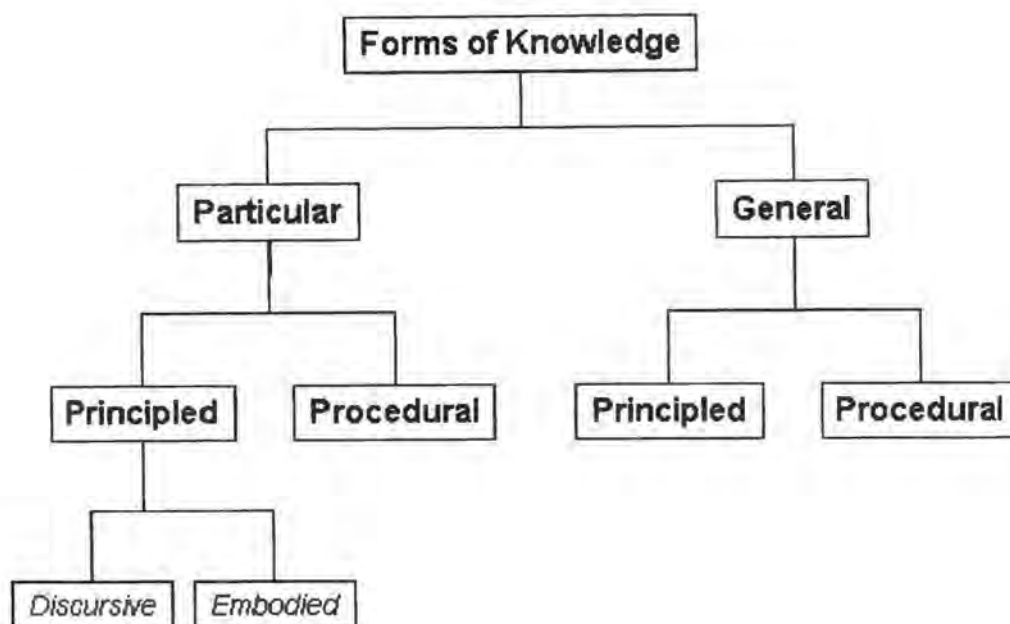 Forms of Knowledge
Particular
General
Principled
Procedural
Principled
Procedural
Discursive
Embodied